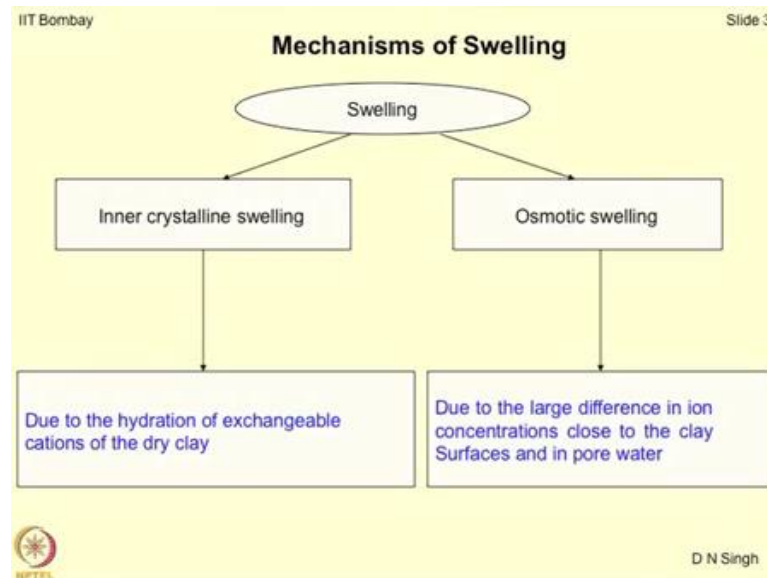 IIT Bombay
Slide 3
Mechanisms of Swelling
Swelling
Inner crystalline swelling
Osmotic swelling
Due to the hydration of exchangeable
cations of the dry clay
Due to the large difference in ion
concentrations close to the clay
Surfaces and in pore water
NPTEL
D N Singh